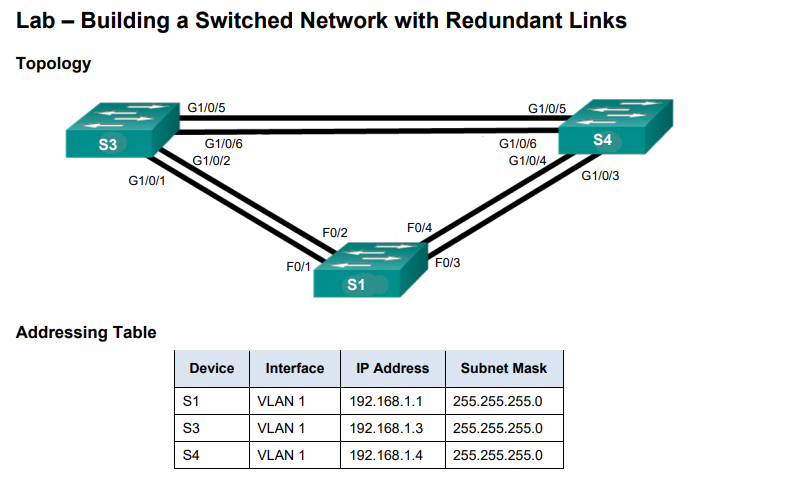 Lab – Building a Switched Network with Redundant Links
Topology
G1/0/5
G1/0/5
S3
S4
G1/0/6
G1/0/6
G1/0/2
G1/0/4
G1/0/1
G1/0/3
F0/2
F0/4
F0/1
F0/3
S1
Addressing Table
Device Interface IP Address Subnet Mask
S1 VLAN 1 192.168.1.1 255.255.255.0
S3 VLAN 1 192.168.1.3 255.255.255.0
S4 VLAN 1 192.168.1.4 255.255.255.0